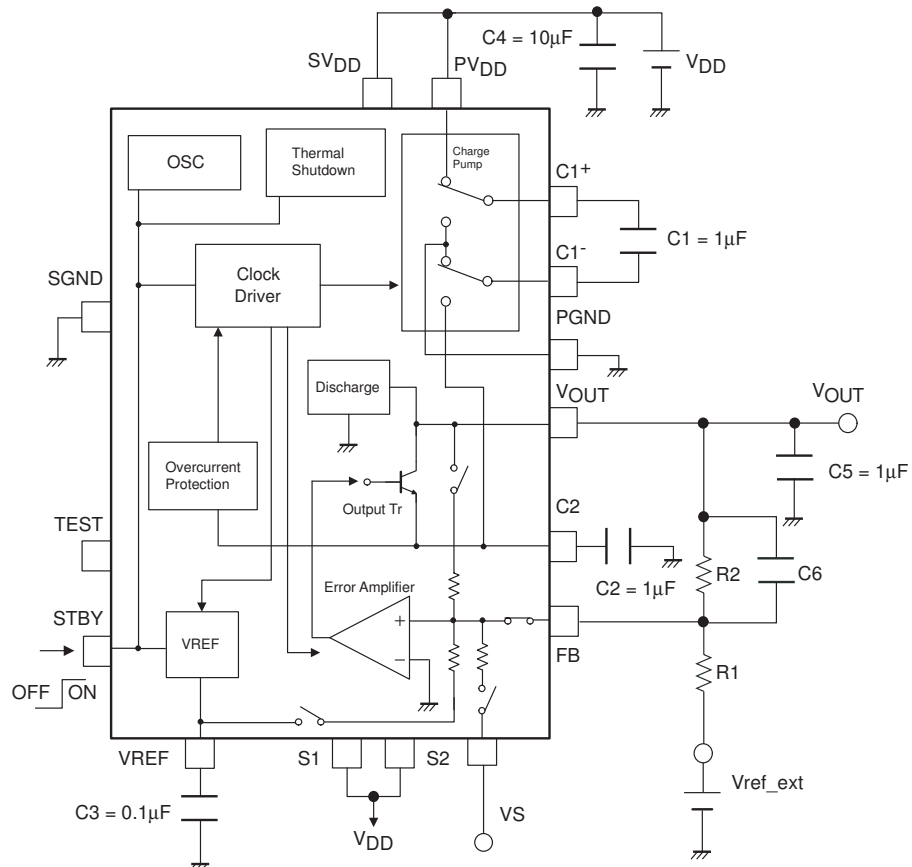 C4 = 10μF
SVDD
PVDD
VDD
OSC
Thermal
Shutdown
Charge
Pump
C1+
C1 = 1μF
C1-
SGND
Clock
Driver
PGND
Discharge
VOUT
VOUT
C5 = 1μF
Overcurrent
Protection
Output Tr
C2
TEST
C2 = 1μF
R2
C6
Error Amplifier
+
−
STBY
VREF
FB
R1
OFF
ON
VREF
S1
S2
Vref_ext
C3 = 0.1μF
VDD
VS